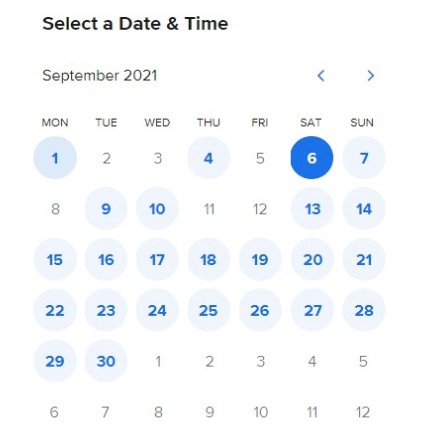 Select a Date & Time
September 2021
MON TUE WED THU FRI SAT SUN
1 2 3 4 5 6 7
8 9 10 11 12 13 14
15 16 17 18 19 20 21
22 23 24 25 26 27 28
29 30 1 2 3 4 5
6 7 8 9 10 11 12